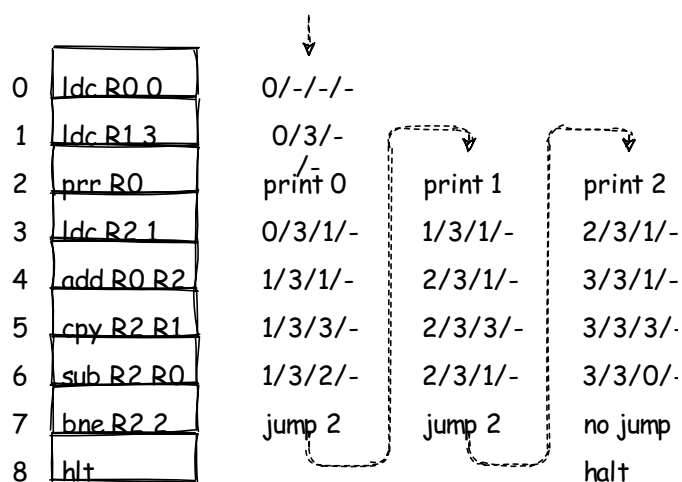 0 ldc R0 0 0/-/-/-
1 ldc R1 3 0/3/-
/-
2 prr R0 print 0 print 1 print 2
3 ldc R2 1 0/3/1/- 1/3/1/- 2/3/1/-
4 add R0 R2 1/3/1/- 2/3/1/- 3/3/1/-
5 cpy R2 R1 1/3/3/- 2/3/3/- 3/3/3/-
6 sub R2 R0 1/3/2/- 2/3/1/- 3/3/0/-
7 bne R2 2 jump 2 jump 2 no jump
8 hlt halt